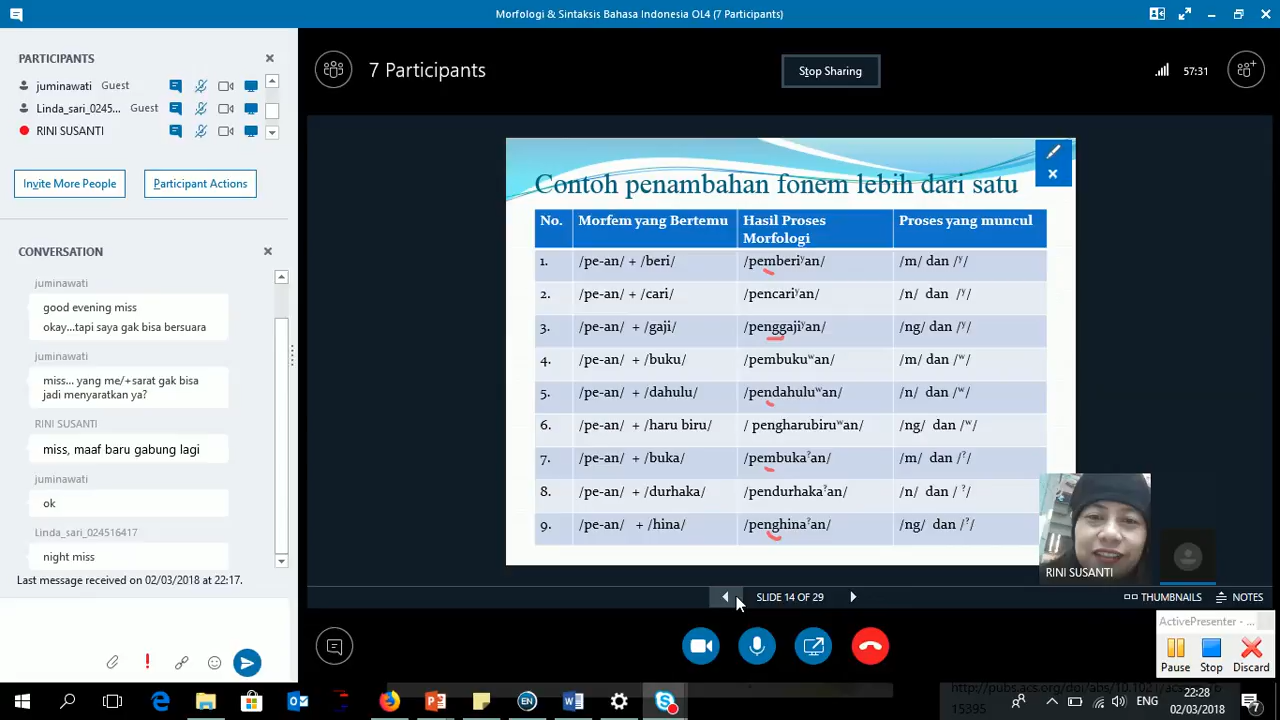 Morfologi & Sintaksis Bahasa Indonesia OL4 (7 Participants)
PARTICIPANTS
juminawati Guest
Linda_sari_0245... Guest
RINI SUSANTI
Invite More People
Participant Actions
CONVERSATION
juminawati
good evening miss
okay...tapi saya gak bisa bersuara
juminawati
miss... yang me/+sarat gak bisa
jadi menyaratkan ya?
RINI SUSANTI
miss, maaf baru gabung lagi
juminawati
ok
Linda_sari_024516417
night miss
Last message received on 02/03/2018 at 22:17.
7 Participants
Stop Sharing
57:31
Contoh penambahan fonem lebih dari satu
No. Morfem yang Bertemu Hasil Proses Morfologi Proses yang muncul
1. /pe-an/ + /beri/ /pemberiʸan/ /m/ dan /ʸ/
2. /pe-an/ + /cari/ /pencariʸan/ /n/ dan /ʸ/
3. /pe-an/ + /gaji/ /penggajiʸan/ /ng/ dan /ʸ/
4. /pe-an/ + /buku/ /pembukuʷan/ /m/ dan /ʷ/
5. /pe-an/ + /dahulu/ /pendahuluʷan/ /n/ dan /ʷ/
6. /pe-an/ + /haru biru/ / pengharubiruʷan/ /ng/ dan /ʷ/
7. /pe-an/ + /buka/ /pembukaˀan/ /m/ dan /ˀ/
8. /pe-an/ + /durhaka/ /pendurhakaˀan/ /n/ dan / ˀ/
9. /pe-an/ + /hina/ /penghinaˀan/ /ng/ dan /ˀ/
RINI SUSANTI
SLIDE 14 OF 29
THUMBNAILS
NOTES
ActivePresenter - ...
Pause Stop Discard
15395
EN
ENG
22:28
02/03/2018
7